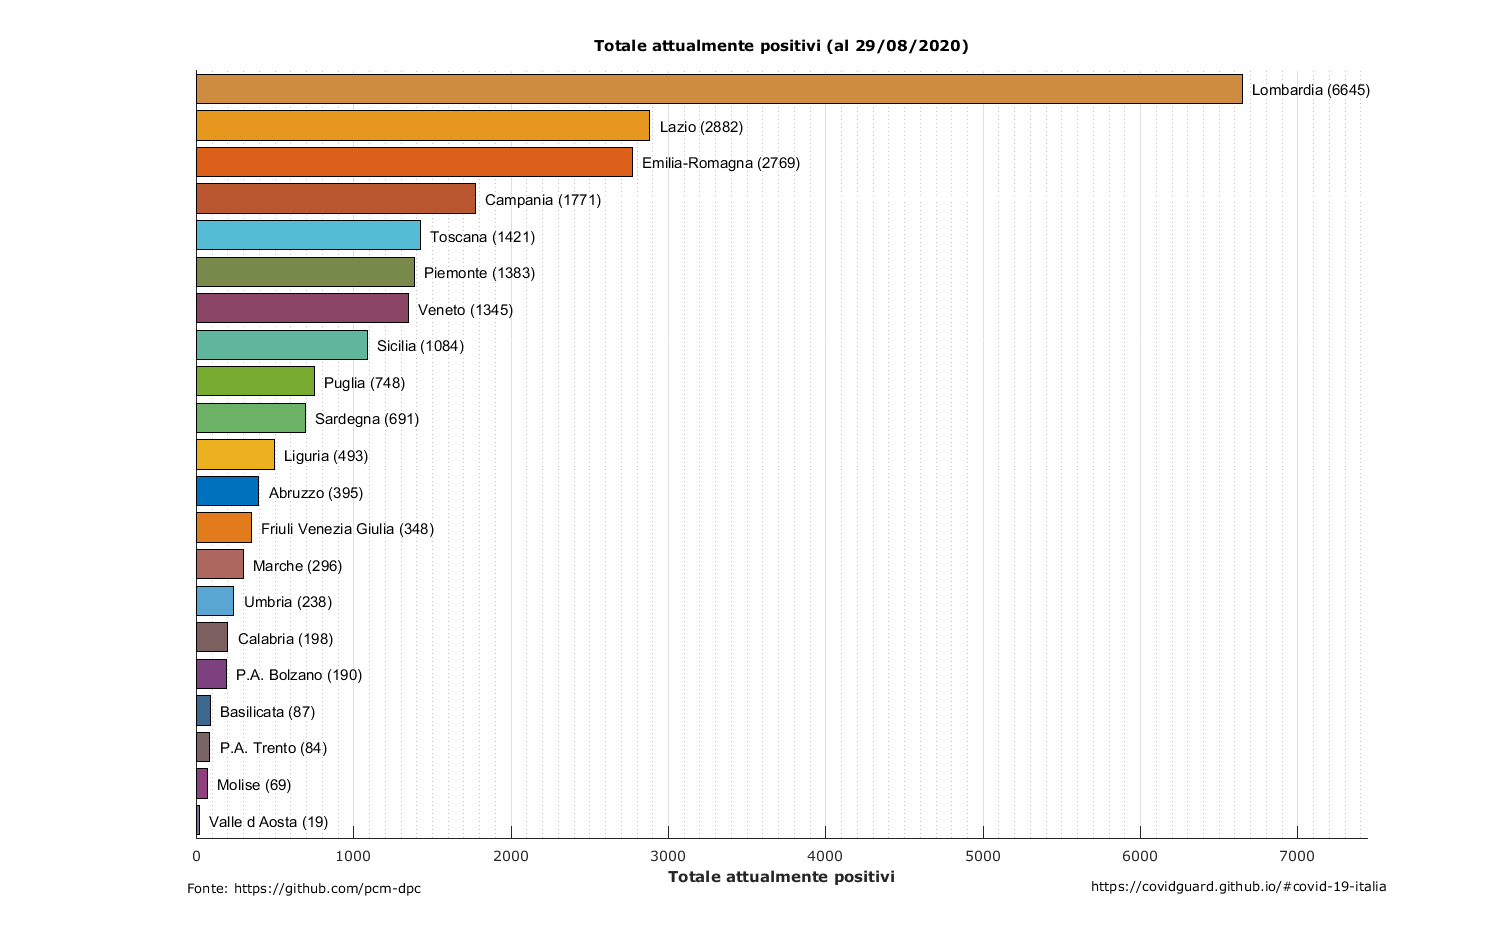 Totale attualmente positivi (al 29/08/2020)
Lombardia (6645)
Lazio (2882)
Emilia-Romagna (2769)
Campania (1771)
Toscana (1421)
Piemonte (1383)
Veneto (1345)
Sicilia (1084)
Puglia (748)
Sardegna (691)
Liguria (493)
Abruzzo (395)
Friuli Venezia Giulia (348)
Marche (296)
Umbria (238)
Calabria (198)
P.A. Bolzano (190)
Basilicata (87)
P.A. Trento (84)
Molise (69)
Valle d Aosta (19)
0 1000 2000 3000 4000 5000 6000 7000
Totale attualmente positivi
Fonte: https://github.com/pcm-dpc
https://covidguard.github.io/#covid-19-italia